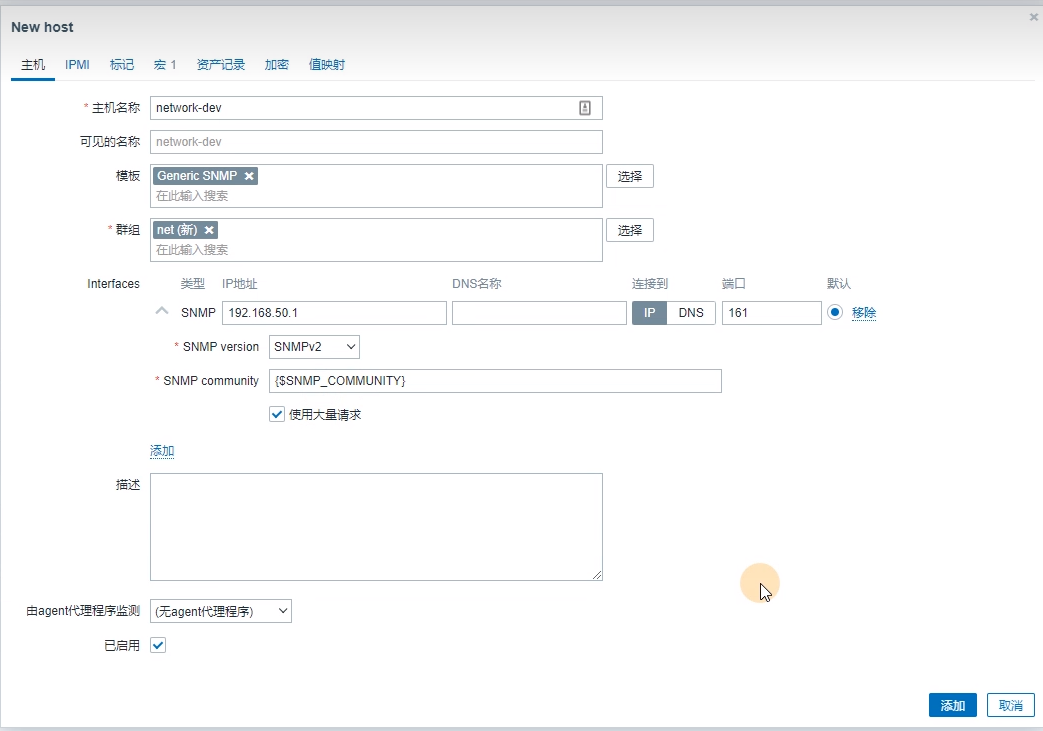 New host
主机 IPMI 标记 宏 1 资产记录 加密 值映射
* 主机名称 network-dev
可见的名称 network-dev
模板 Generic SNMP 选择
在此输入搜索
* 群组 net (新) 选择
在此输入搜索
Interfaces 类型 IP地址 DNS名称 连接到 端口 默认
SNMP 192.168.50.1 IP DNS 161 移除
* SNMP version SNMPv2
* SNMP community {$SNMP_COMMUNITY}
使用大量请求
添加
描述
由agent代理程序监测 (无agent代理程序)
已启用
添加 取消